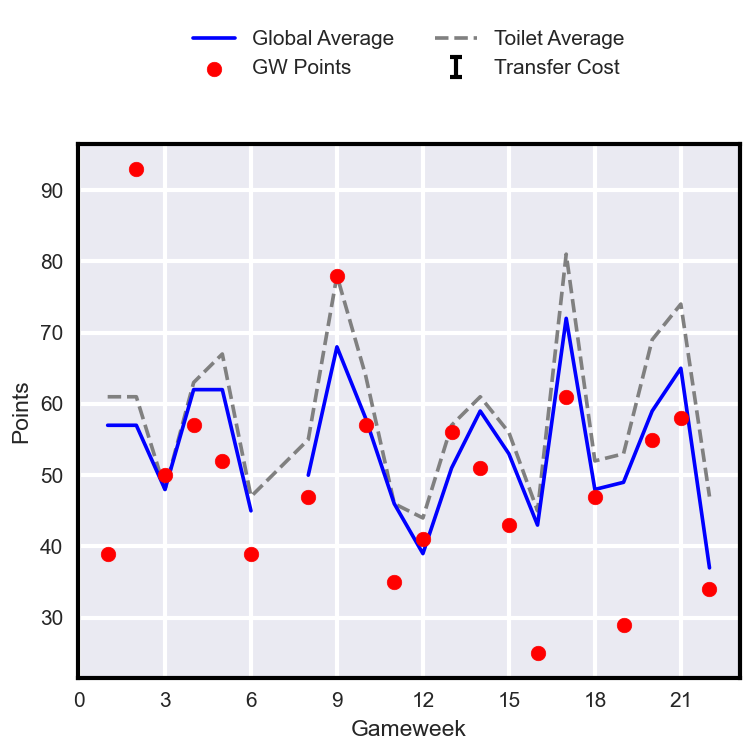 Global Average
Toilet Average
GW Points
Transfer Cost
90
80
70
60
50
40
30
Points
0 3 6 9 12 15 18 21
Gameweek